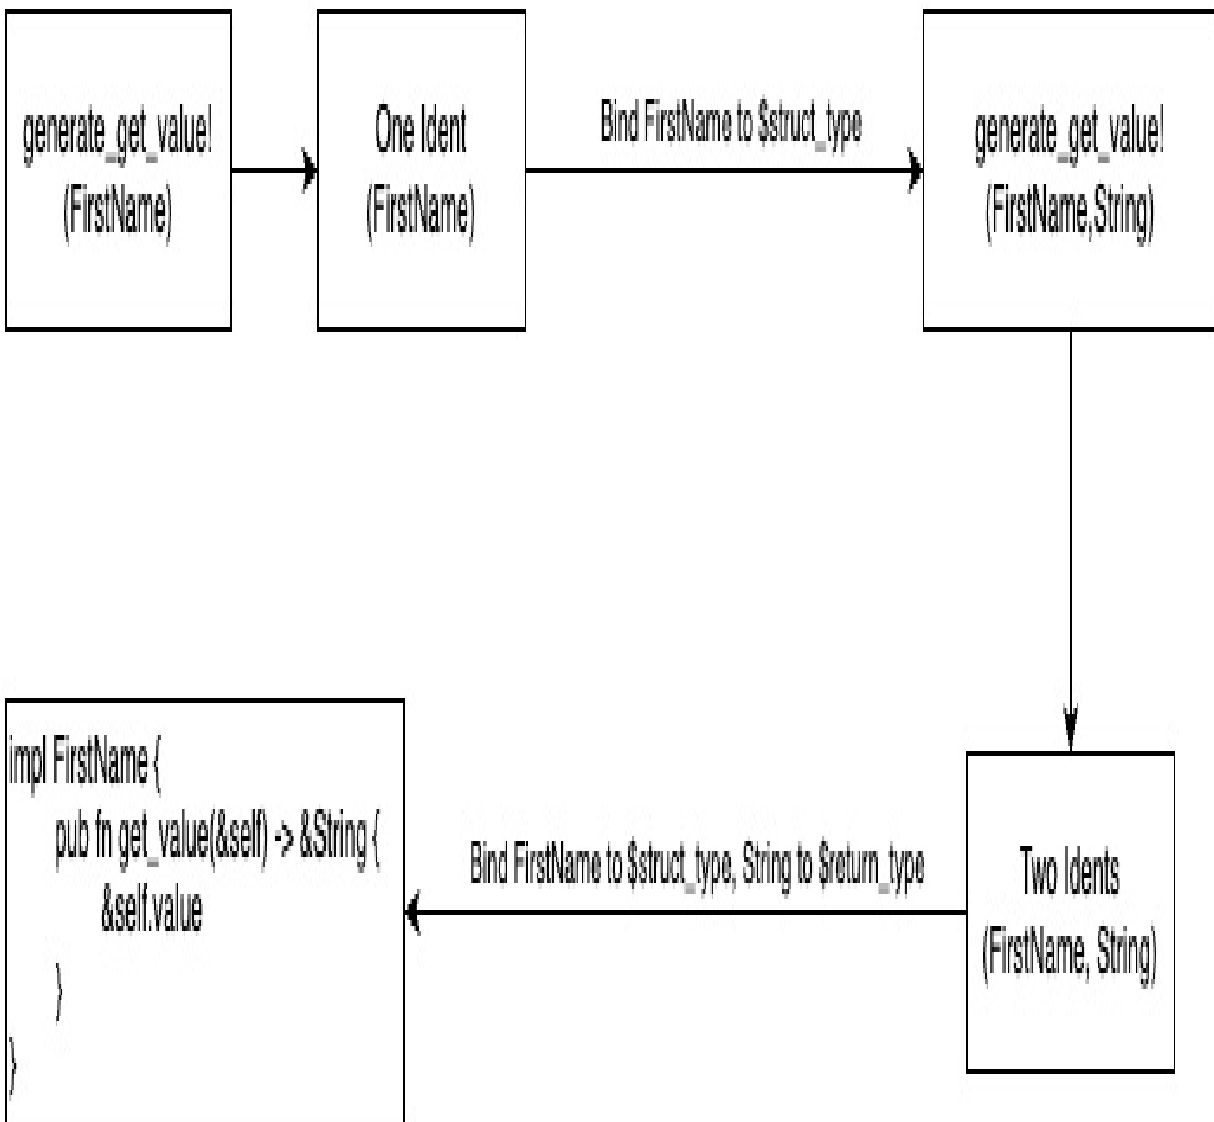 generate_get_value!
(FirstName)
One Ident
(FirstName)
Bind FirstName to $struct_type
generate_get_value!
(FirstName,String)
Two Idents
(FirstName, String)
Bind FirstName to $struct_type, String to $return_type
impl FirstName {
pub fn get_value(&self) -> &String {
&self.value
}
}